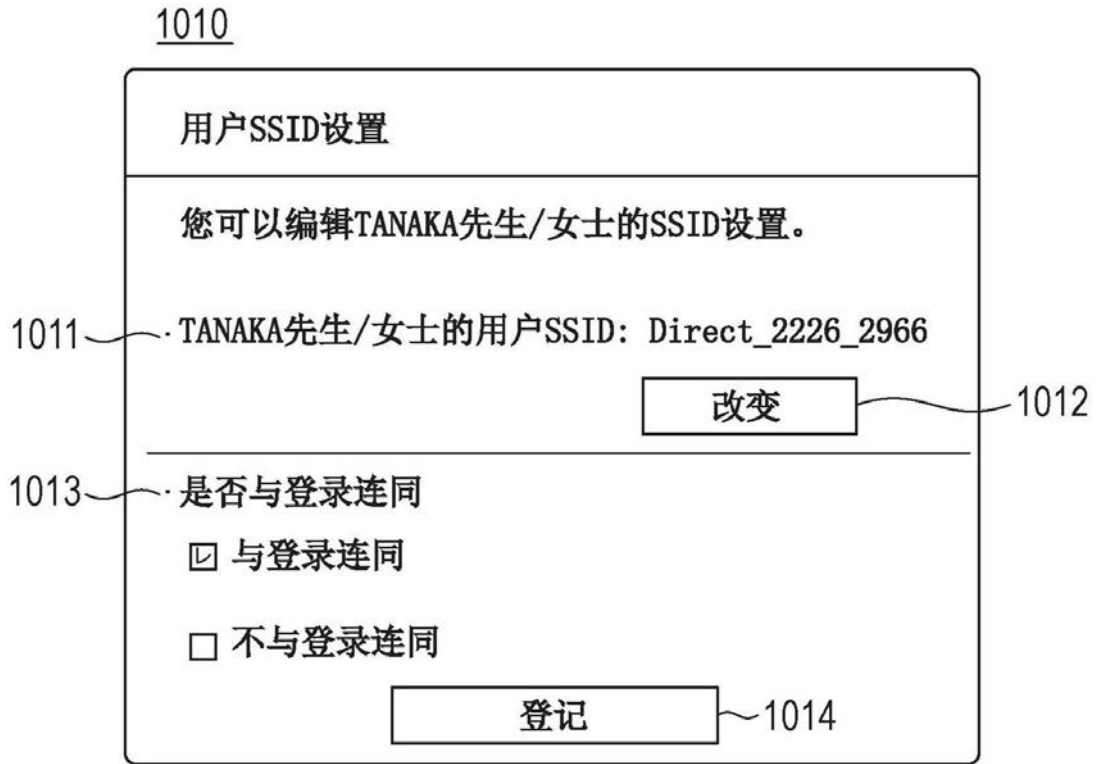 1010
用户SSID设置
您可以编辑TANAKA先生/女士的SSID设置。
1011 ·TANAKA先生/女士的用户SSID: Direct_2226_2966
改变 1012
1013 ·是否与登录连同
与登录连同
不与登录连同
登记 1014